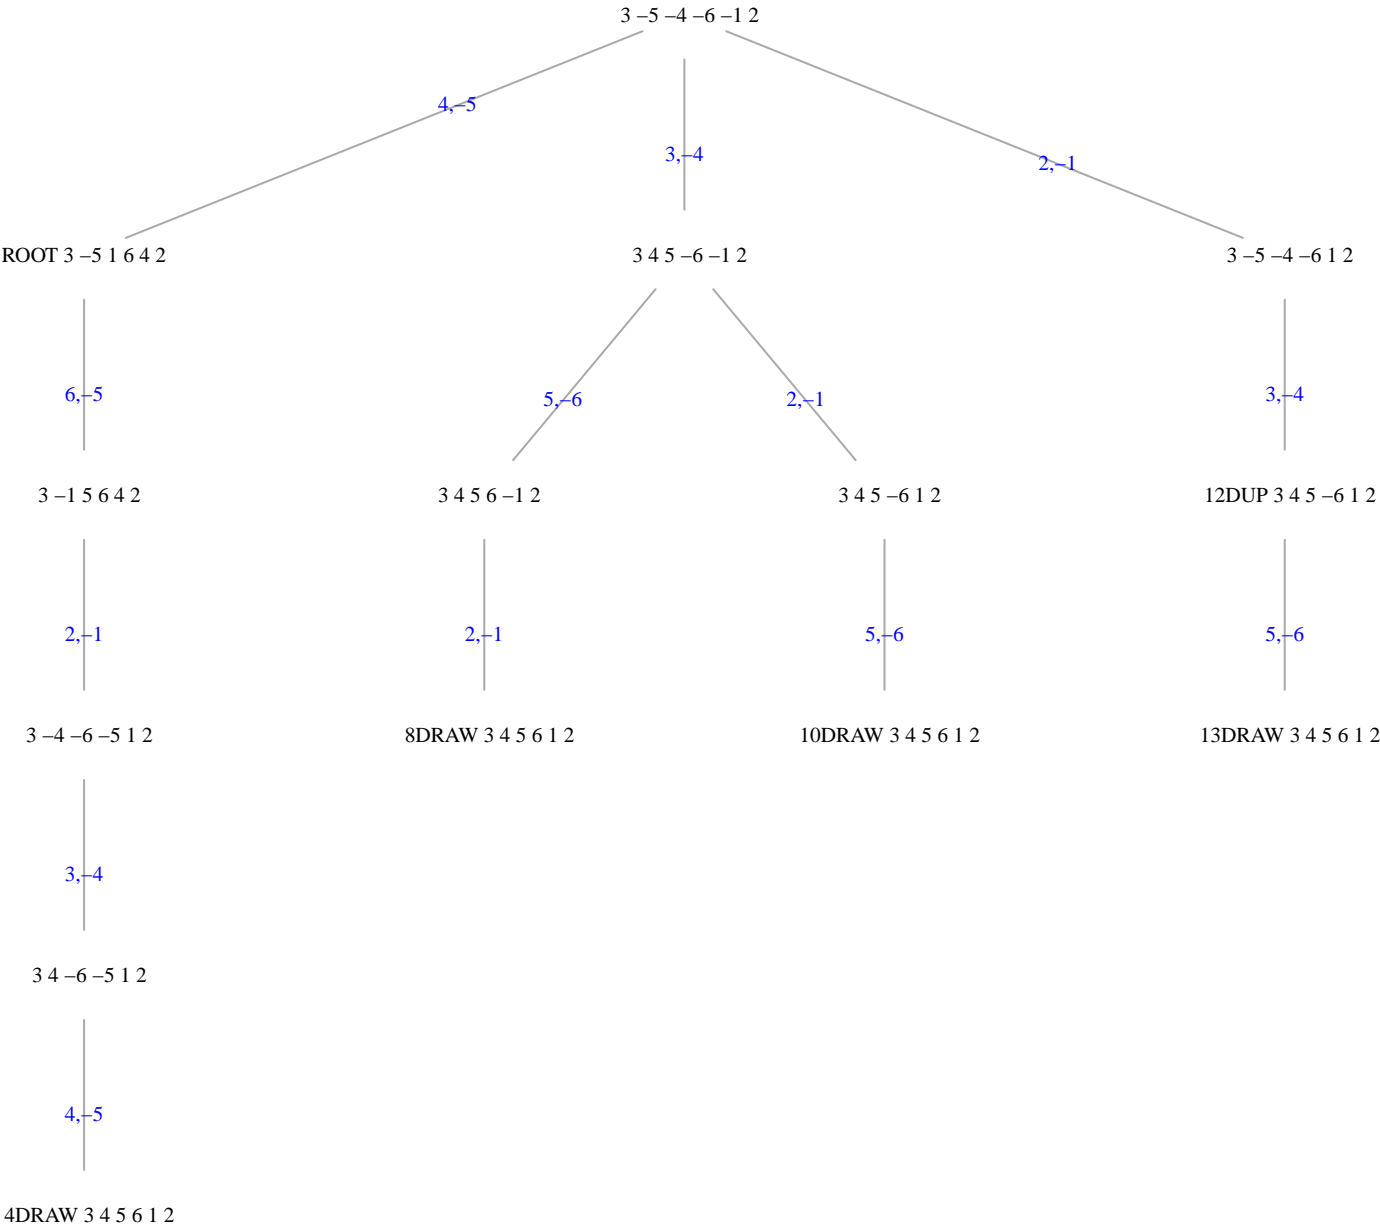 3 –5 –4 –6 –1 2
4,–5
3,–4
2,–1
ROOT 3 –5 1 6 4 2
3 4 5 –6 –1 2
3 –5 –4 –6 1 2
6,–5
5,–6
2,–1
3,–4
3 –1 5 6 4 2
3 4 5 6 –1 2
3 4 5 –6 1 2
12DUP 3 4 5 –6 1 2
2,–1
2,–1
5,–6
5,–6
3 –4 –6 –5 1 2
8DRAW 3 4 5 6 1 2
10DRAW 3 4 5 6 1 2
13DRAW 3 4 5 6 1 2
3,–4
3 4 –6 –5 1 2
4,–5
4DRAW 3 4 5 6 1 2